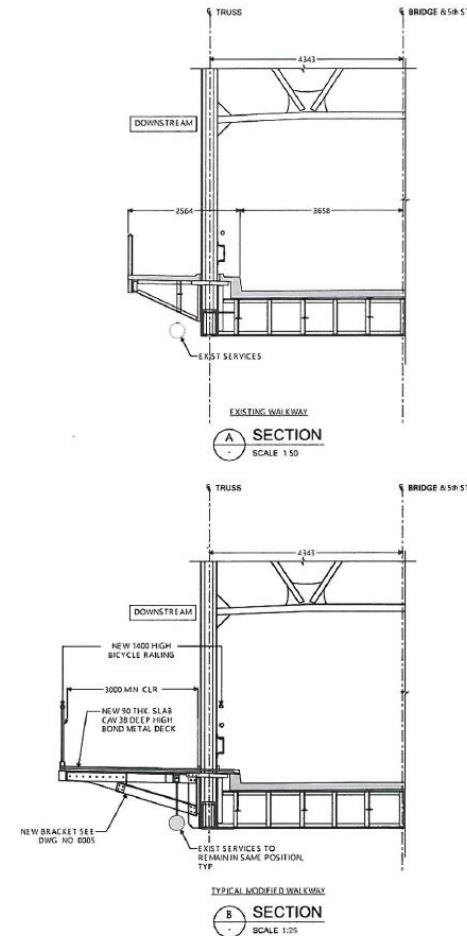 ℄ TRUSS
℄ BRIDGE & 5th ST
4343
DOWNSTREAM
2564
3658
EXIST SERVICES
EXISTING WALKWAY
A SECTION
- SCALE 1:50
℄ TRUSS
℄ BRIDGE & 5th ST
4343
DOWNSTREAM
NEW 1400 HIGH
BICYCLE RAILING
3000 MIN CLR
NEW 90 THK. SLAB
C/W 38 DEEP HIGH
BOND METAL DECK
NEW BRACKET SEE
DWG NO 0005
EXIST SERVICES TO
REMAIN IN SAME POSITION,
TYP
TYPICAL MODIFIED WALKWAY
B SECTION
- SCALE 1:25